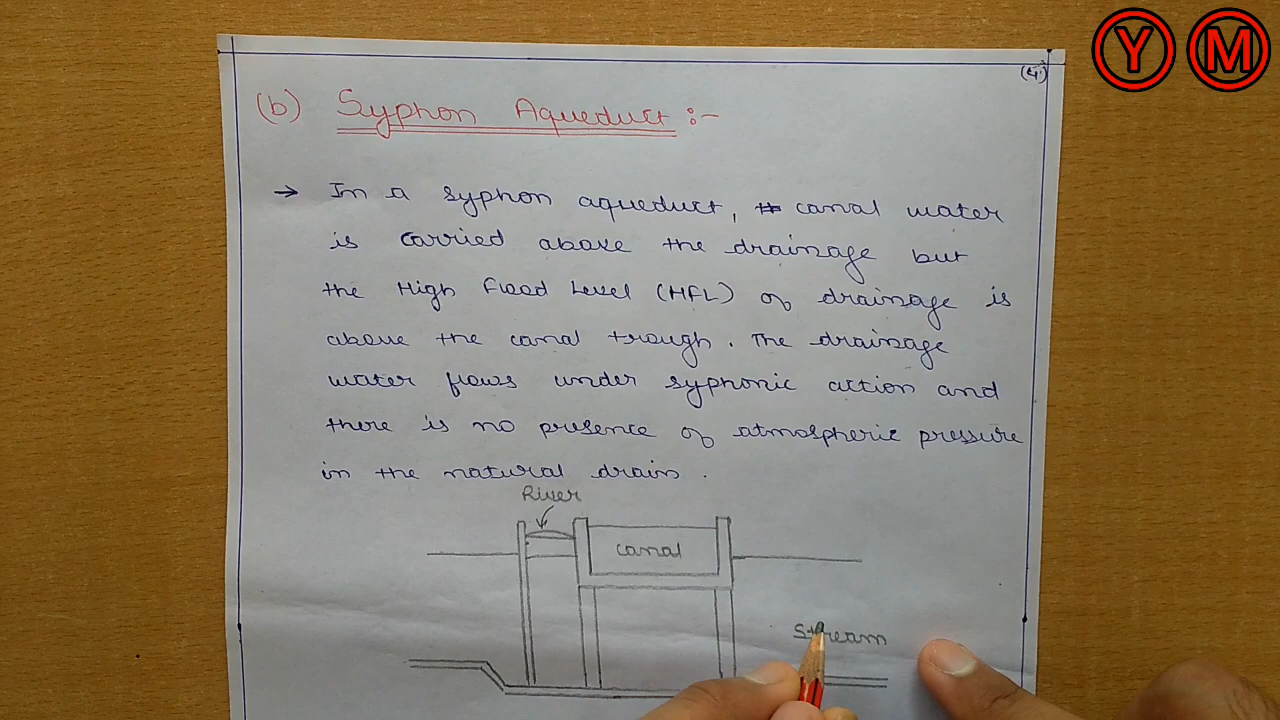 Y M
(4)
(b) Syphon Aqueduct :-
→ In a syphon aqueduct, canal water
is carried above the drainage but
the High Flood Level (HFL) of drainage is
above the canal trough. The drainage
water flows under syphonic action and
there is no presence of atmospheric pressure
in the natural drain.
River
canal
Stream